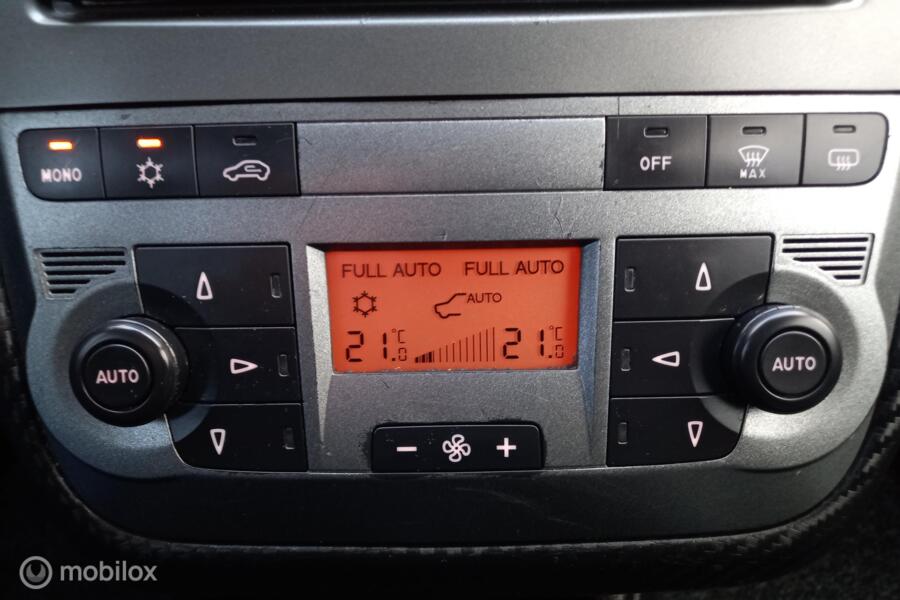 MONO
OFF
MAX
FULL AUTO FULL AUTO
AUTO
21.0°C 21.0°C
AUTO
AUTO
- +
mobilox